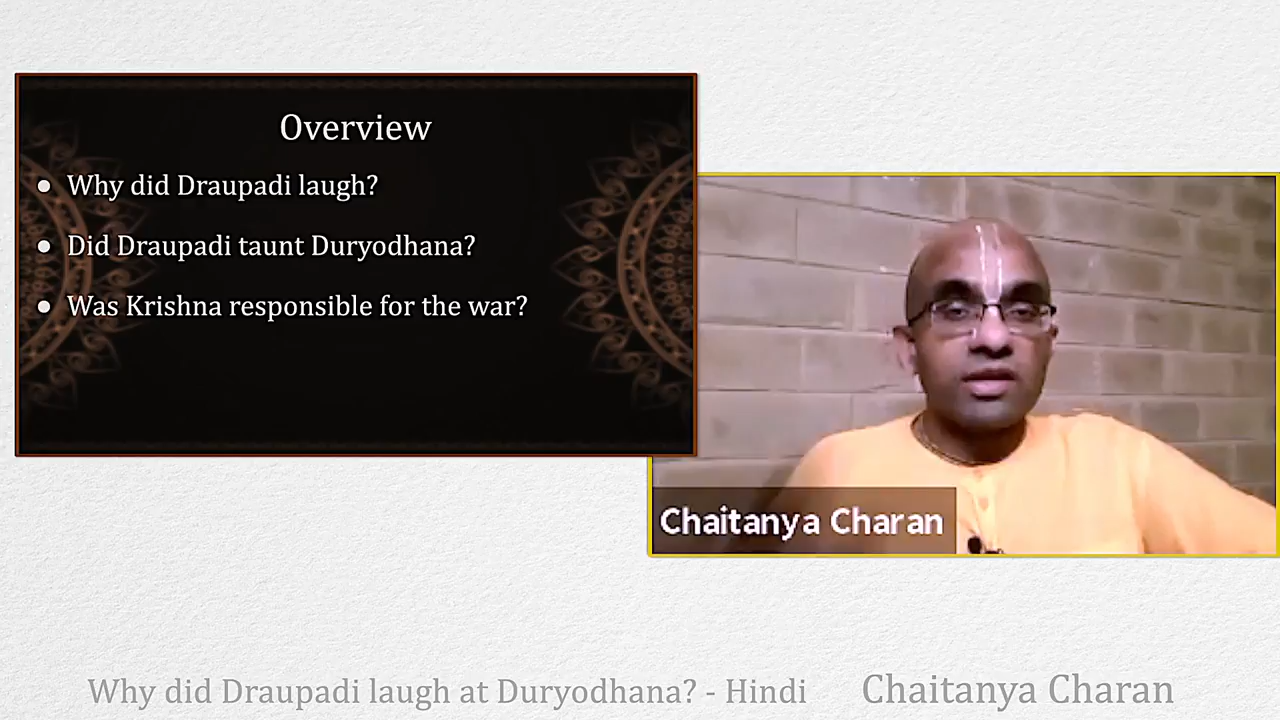 Overview
● Why did Draupadi laugh?
● Did Draupadi taunt Duryodhana?
● Was Krishna responsible for the war?
Chaitanya Charan
Why did Draupadi laugh at Duryodhana? - Hindi Chaitanya Charan